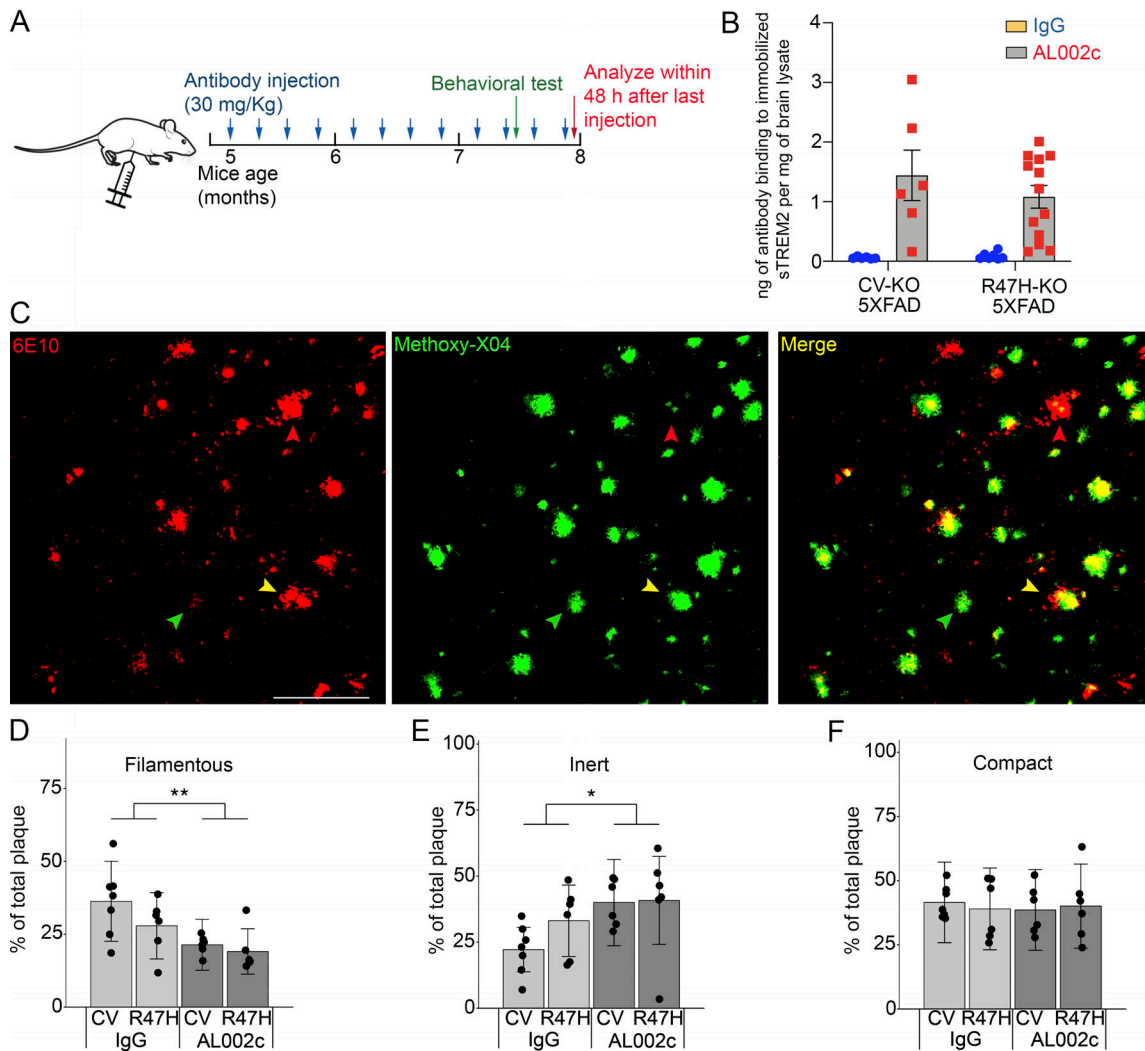 A
Antibody injection
(30 mg/Kg)
Behavioral test
Analyze within
48 h after last
injection
5
6
7
8
Mice age
(months)
B
ng of antibody binding to immobilized
sTREM2 per mg of brain lysate
4
3
2
1
0
IgG
AL002c
CV-KO
5XFAD
R47H-KO
5XFAD
C
6E10
Methoxy-X04
Merge
D
Filamentous
% of total plaque
75
50
25
0
**
CV
R47H
CV
R47H
IgG
AL002c
E
Inert
% of total plaque
100
75
50
25
0
*
CV
R47H
CV
R47H
IgG
AL002c
F
Compact
% of total plaque
100
75
50
25
0
CV
R47H
CV
R47H
IgG
AL002c